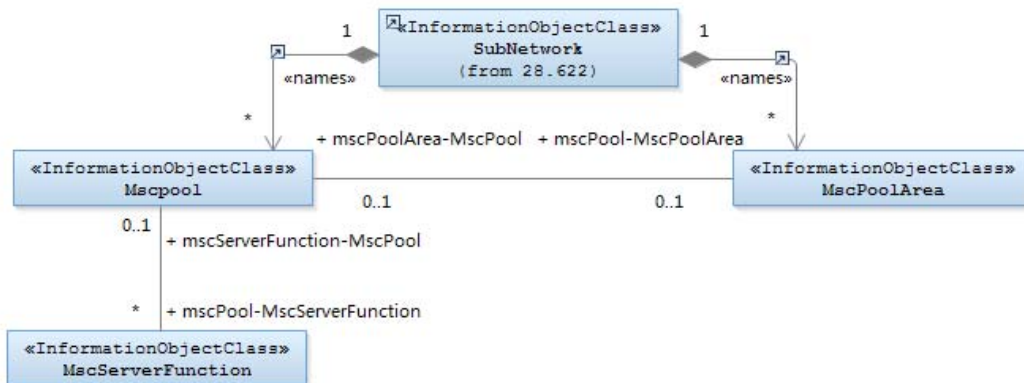 1
«InformationObjectClass»
SubNetwork
(from 28.622)
1
«names»
«names»
*
*
+ mscPoolArea-MscPool
+ mscPool-MscPoolArea
«InformationObjectClass»
Mscpool
«InformationObjectClass»
MscPoolArea
0..1
0..1
0..1
+ mscServerFunction-MscPool
*
+ mscPool-MscServerFunction
«InformationObjectClass»
MscServerFunction